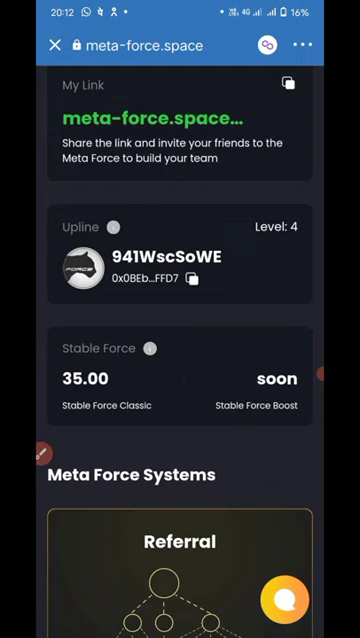 20:12
4G
16%
meta-force.space
My Link
meta-force.space...
Share the link and invite your friends to the
Meta Force to build your team
Upline
Level: 4
941WscSoWE
FORCE
0x0BEb...FFD7
Stable Force
35.00
soon
Stable Force Classic
Stable Force Boost
Meta Force Systems
Referral